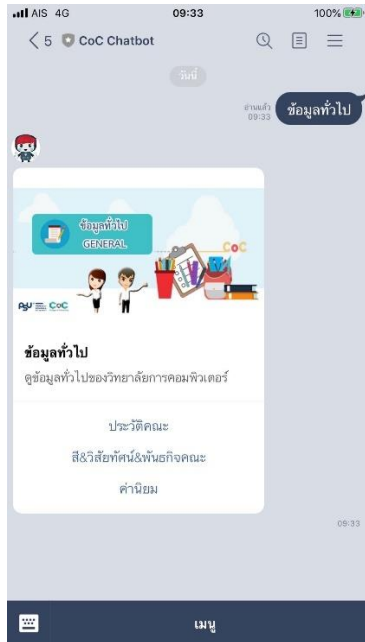 AIS 4G 09:33 100%
5 CoC Chatbot
วันนี้
อ่านแล้ว
09:33
ข้อมูลทั่วไป
ข้อมูลทั่วไป
GENERAL
CoC
PSU CoC
ข้อมูลทั่วไป
ดูข้อมูลทั่วไปของวิทยาลัยการคอมพิวเตอร์
ประวัติคณะ
สี&วิสัยทัศน์&พันธกิจคณะ
ค่านิยม
09:33
เมนู